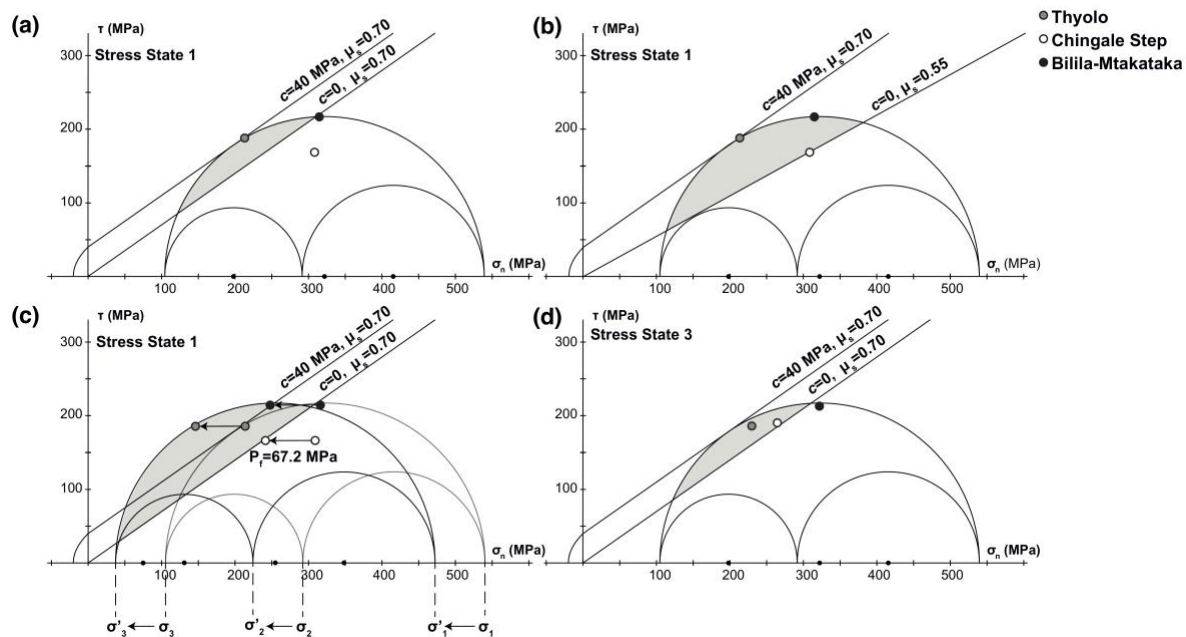 (a)
τ (MPa)
Stress State 1
300
200
100
c=40 MPa, μs=0.70
c=0, μs=0.70
σn (MPa)
100 200 300 400 500
(b)
τ (MPa)
Stress State 1
300
200
100
c=40 MPa, μs=0.70
c=0, μs=0.55
σn (MPa)
100 200 300 400 500
Thyolo
Chingale Step
Bilila-Mtakataka
(c)
τ (MPa)
Stress State 1
300
200
100
c=40 MPa, μs=0.70
c=0, μs=0.70
Pf=67.2 MPa
σn (MPa)
100 200 300 400 500
σ'3 σ3 σ'2 σ2 σ'1 σ1
(d)
τ (MPa)
Stress State 3
300
200
100
c=40 MPa, μs=0.70
c=0, μs=0.70
σn (MPa)
100 200 300 400 500